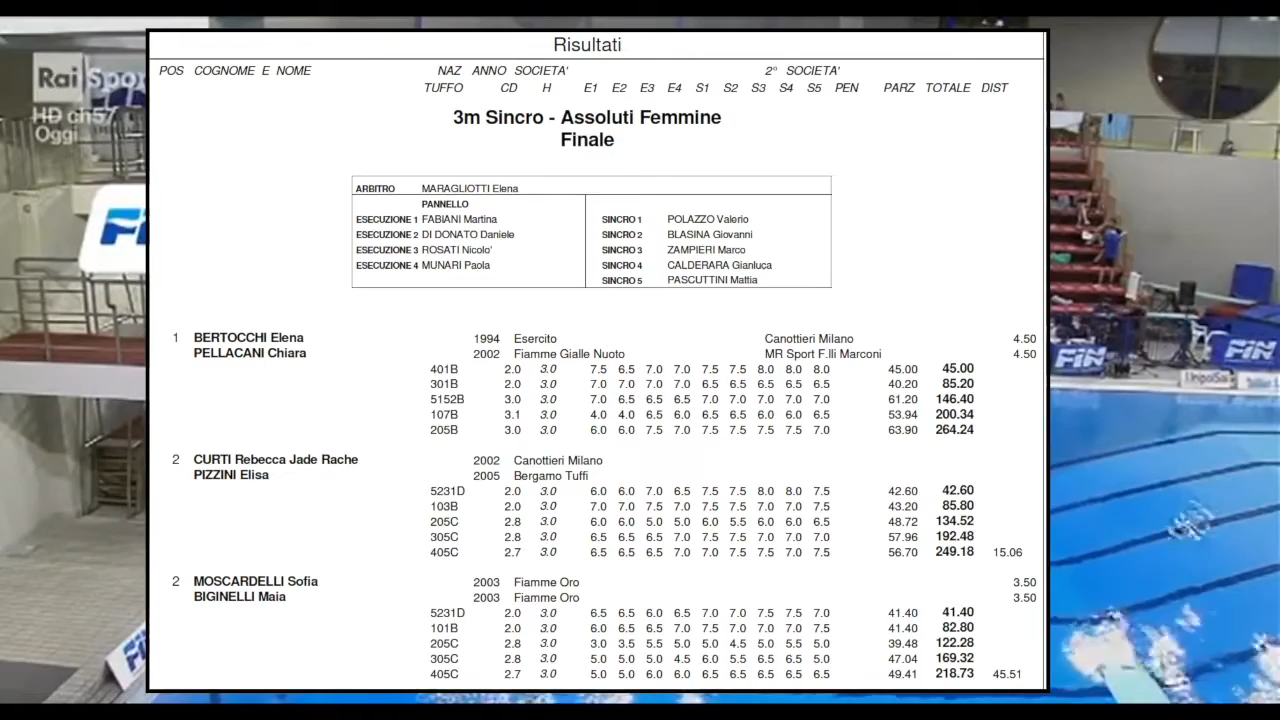 Risultati
POS COGNOME E NOME NAZ ANNO SOCIETA' 2° SOCIETA'
TUFFO CD H E1 E2 E3 E4 S1 S2 S3 S4 S5 PEN PARZ TOTALE DIST
Rai Spor
HD ch57
Oggi
3m Sincro - Assoluti Femmine
Finale
ARBITRO MARAGLIOTTI Elena
PANNELLO
ESECUZIONE 1 FABIANI Martina SINCRO 1 POLAZZO Valerio
ESECUZIONE 2 DI DONATO Daniele SINCRO 2 BLASINA Giovanni
ESECUZIONE 3 ROSATI Nicolo' SINCRO 3 ZAMPIERI Marco
ESECUZIONE 4 MUNARI Paola SINCRO 4 CALDERARA Gianluca
SINCRO 5 PASCUTTINI Mattia
1 BERTOCCHI Elena 1994 Esercito Canottieri Milano 4.50
PELLACANI Chiara 2002 Fiamme Gialle Nuoto MR Sport F.lli Marconi 4.50
401B 2.0 3.0 7.5 6.5 7.0 7.0 7.5 7.5 8.0 8.0 8.0 45.00 45.00
301B 2.0 3.0 7.0 7.0 7.0 7.0 6.5 6.5 6.5 6.5 6.5 40.20 85.20
5152B 3.0 3.0 7.0 6.5 6.5 6.5 7.0 7.0 7.0 7.0 7.0 61.20 146.40
107B 3.1 3.0 4.0 4.0 6.5 6.0 6.5 6.0 6.0 6.0 6.5 53.94 200.34
205B 3.0 3.0 6.0 6.0 7.5 7.0 7.5 7.5 7.5 7.5 7.0 63.90 264.24
2 CURTI Rebecca Jade Rache 2002 Canottieri Milano
PIZZINI Elisa 2005 Bergamo Tuffi
5231D 2.0 3.0 6.0 6.0 7.0 6.5 7.5 7.5 8.0 8.0 7.5 42.60 42.60
103B 2.0 3.0 7.0 7.0 7.0 7.5 7.0 7.5 7.0 7.5 7.0 43.20 85.80
205C 2.8 3.0 6.0 6.0 5.0 5.0 6.0 5.5 6.0 6.0 6.5 48.72 134.52
305C 2.8 3.0 6.5 6.5 7.0 6.5 7.0 7.5 7.0 7.0 7.0 57.96 192.48
405C 2.7 3.0 6.5 6.5 6.5 7.0 7.0 7.5 7.0 7.0 7.5 56.70 249.18 15.06
2 MOSCARDELLI Sofia 2003 Fiamme Oro 3.50
BIGINELLI Maia 2003 Fiamme Oro 3.50
5231D 2.0 3.0 6.5 6.5 6.0 6.5 7.0 7.0 7.5 7.5 7.0 41.40 41.40
101B 2.0 3.0 6.0 6.5 6.5 7.0 7.5 7.0 7.0 7.0 7.5 41.40 82.80
205C 2.8 3.0 3.0 3.5 5.5 5.0 5.0 4.5 5.0 5.5 5.0 39.48 122.28
305C 2.8 3.0 5.0 5.0 5.0 4.5 6.0 5.5 6.5 6.5 5.5 47.04 169.32
405C 2.7 3.0 5.0 5.0 6.0 6.0 6.5 6.5 6.5 6.5 6.5 49.41 218.73 45.51
FiN
FiN
FiN
UnipolSai
FiN